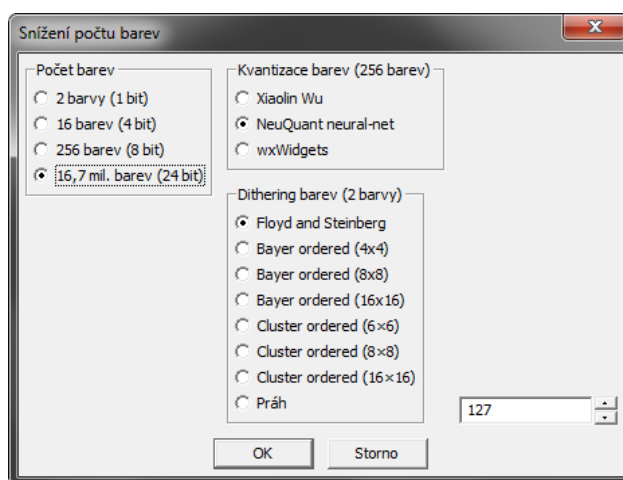 Snížení počtu barev
Počet barev
2 barvy (1 bit)
16 barev (4 bit)
256 barev (8 bit)
16,7 mil. barev (24 bit)
Kvantizace barev (256 barev)
Xiaolin Wu
NeuQuant neural-net
wxWidgets
Dithering barev (2 barvy)
Floyd and Steinberg
Bayer ordered (4x4)
Bayer ordered (8x8)
Bayer ordered (16x16)
Cluster ordered (6×6)
Cluster ordered (8×8)
Cluster ordered (16×16)
Práh
127
OK
Storno